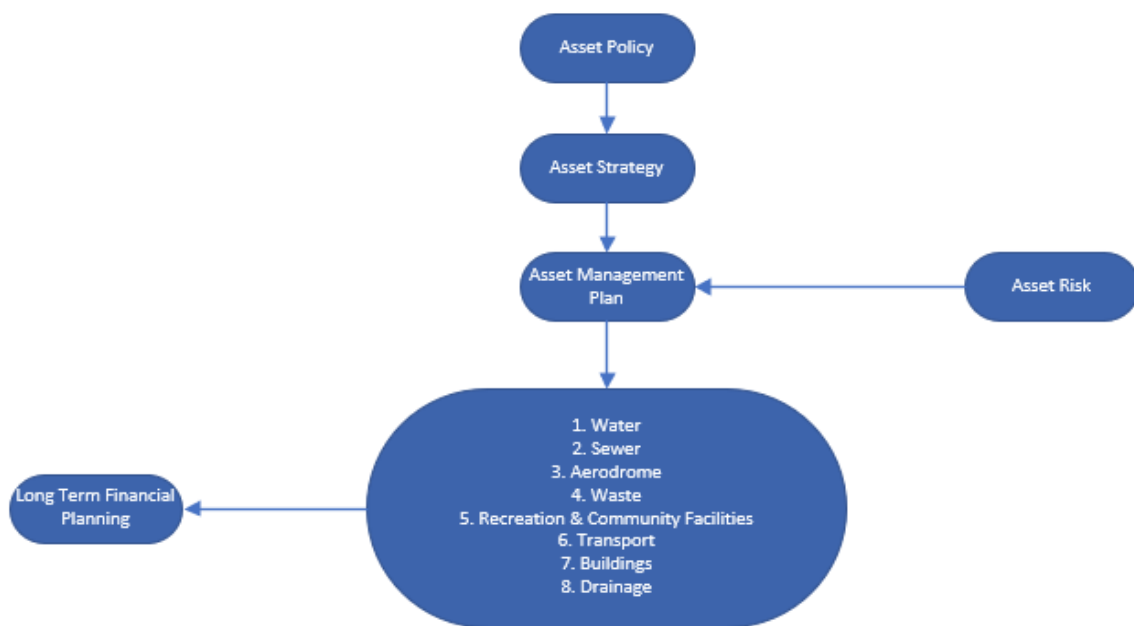 Asset Policy
Asset Strategy
Asset Management
Plan
Asset Risk
1. Water
2. Sewer
3. Aerodrome
4. Waste
5. Recreation & Community Facilities
6. Transport
7. Buildings
8. Drainage
Long Term Financial
Planning